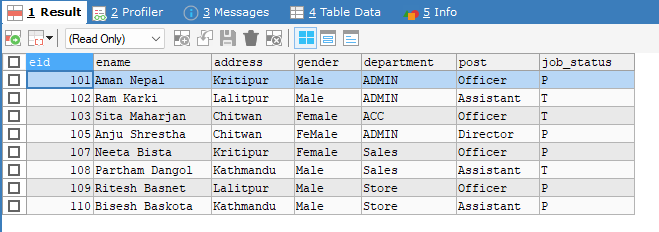 1 Result 2 Profiler 3 Messages 4 Table Data 5 Info
(Read Only)
eid ename address gender department post job_status
101 Aman Nepal Kritipur Male ADMIN Officer P
102 Ram Karki Lalitpur Male ADMIN Assistant T
103 Sita Maharjan Chitwan Female ACC Officer T
105 Anju Shrestha Chitwan FeMale ADMIN Director P
107 Neeta Bista Kritipur Female Sales Officer P
108 Partham Dangol Kathmandu Male Sales Assistant T
109 Ritesh Basnet Lalitpur Male Store Officer P
110 Bisesh Baskota Kathmandu Male Store Assistant P